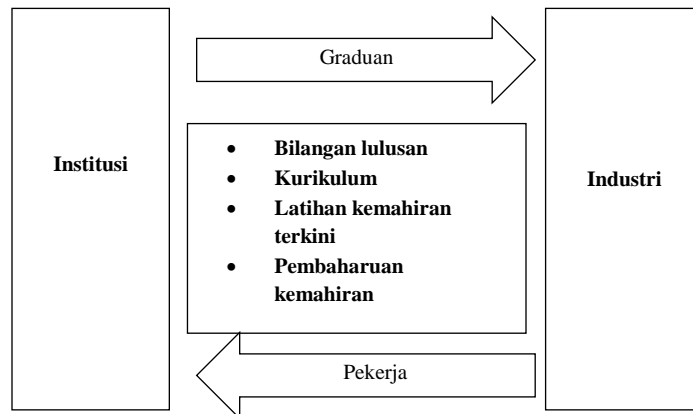 Graduan
Institusi
• Bilangan lulusan
• Kurikulum
• Latihan kemahiran
terkini
• Pembaharuan
kemahiran
Industri
Pekerja